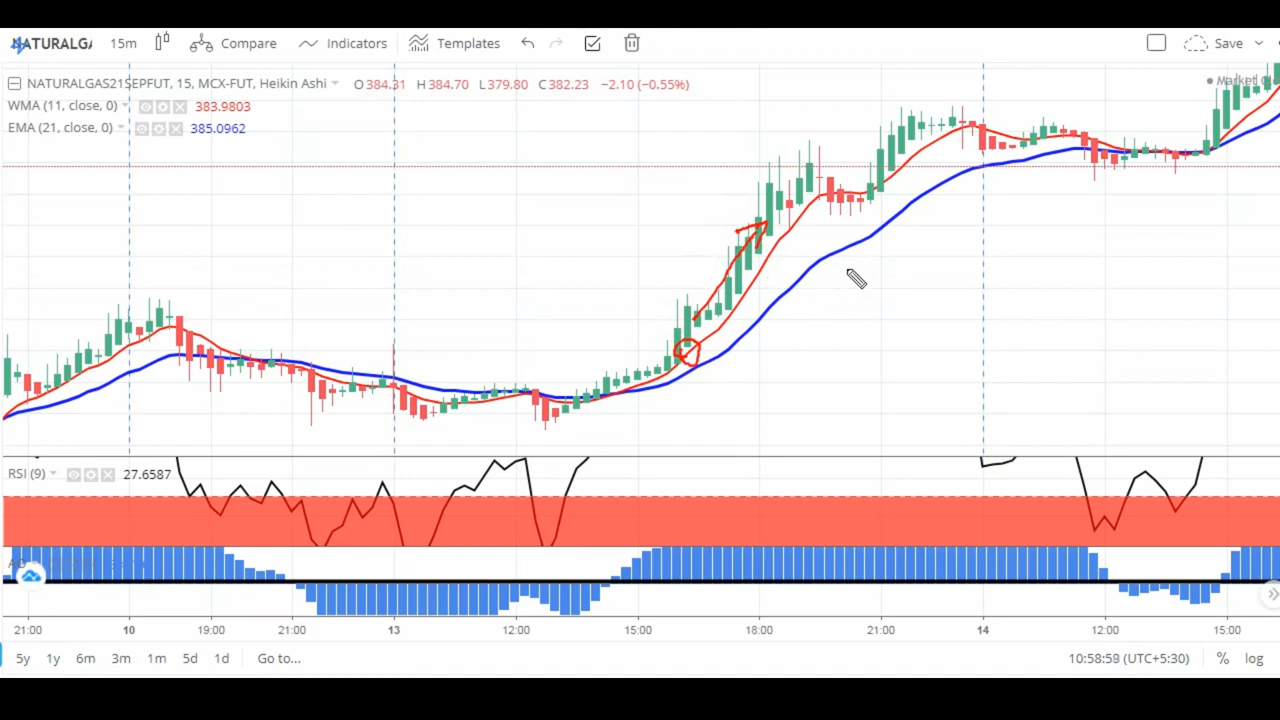 NATURALGA 15m Compare Indicators Templates Save
NATURALGAS21SEPFUT, 15, MCX-FUT, Heikin Ashi O384.31 H384.70 L379.80 C382.23 −2.10 (−0.55%) Market
WMA (11, close, 0) 383.9803
EMA (21, close, 0) 385.0962
RSI (9) 27.6587
AO
21:00 10 19:00 21:00 13 12:00 15:00 18:00 21:00 14 12:00 15:00
5y 1y 6m 3m 1m 5d 1d Go to... 10:58:58 (UTC+5:30) % log